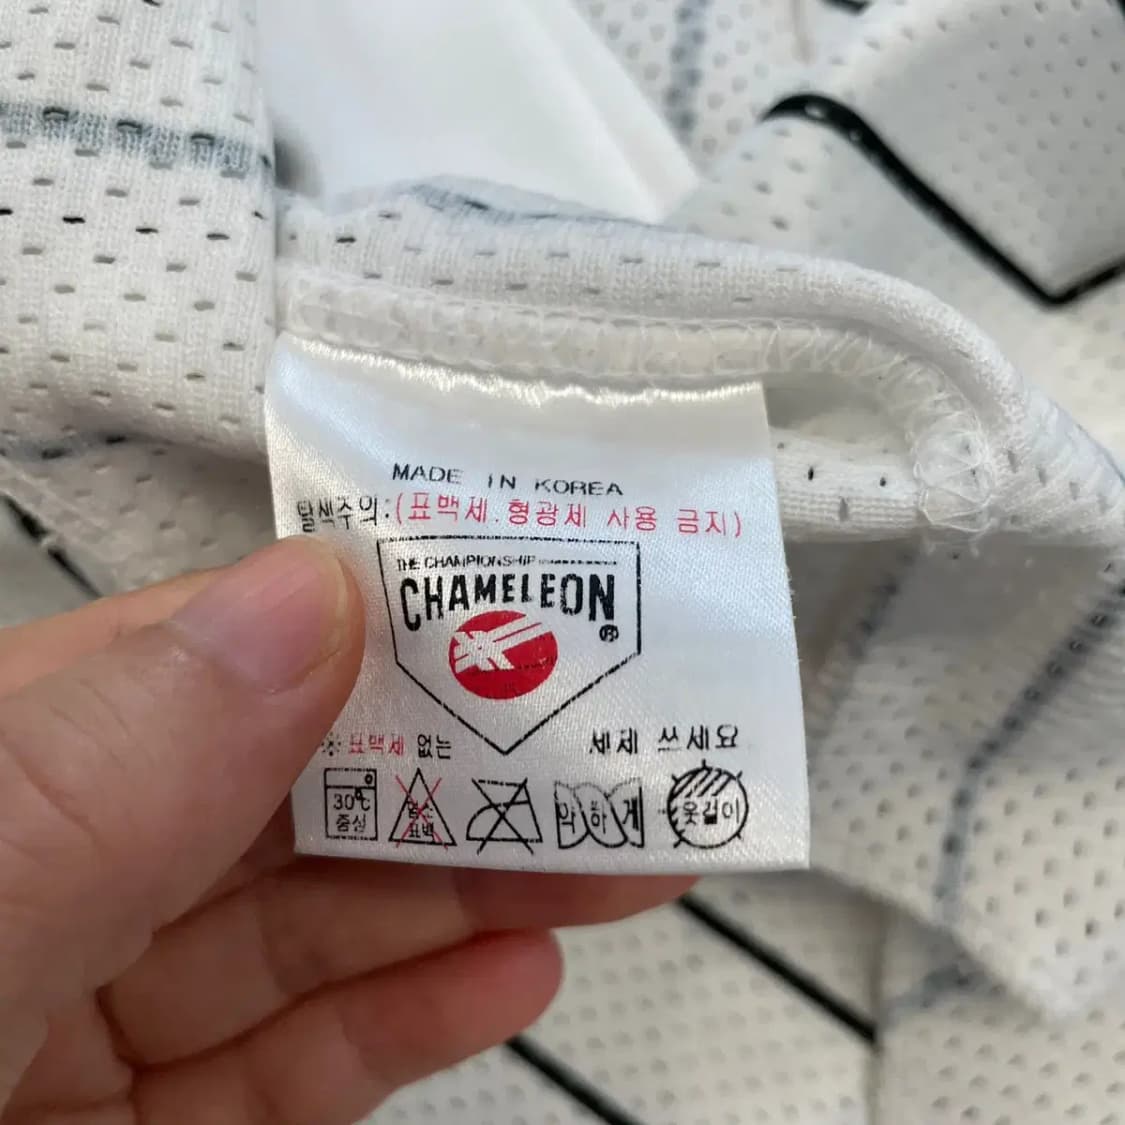 MADE IN KOREA
탈색주의:(표백제.형광제 사용 금지)
THE CHAMPIONSHIP
CHAMELEON
®
※ 표백제 없는 세제 쓰세요
30℃
중성
염소
표백
약하게
옷걸이